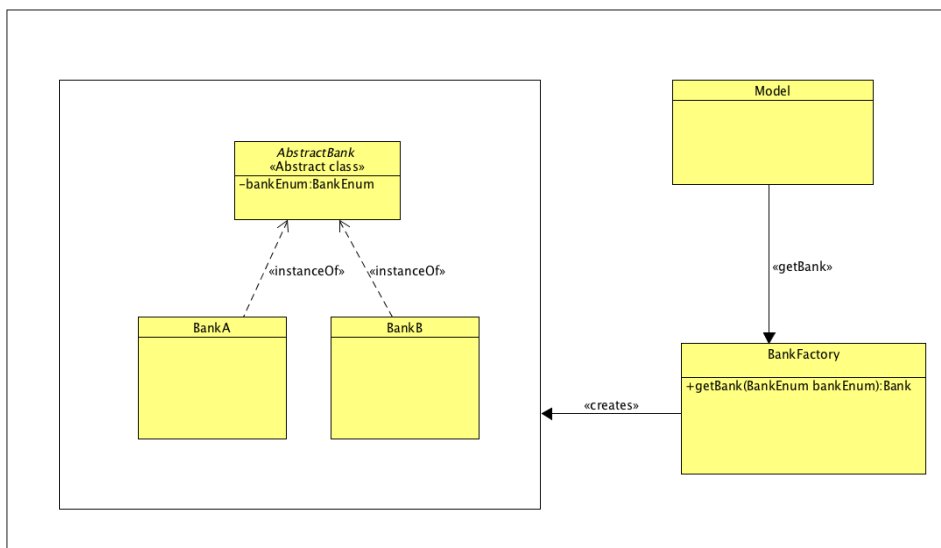 Model
AbstractBank
«Abstract class»
-bankEnum:BankEnum
«instanceOf»
«instanceOf»
«getBank»
BankA
BankB
BankFactory
+getBank(BankEnum bankEnum):Bank
«creates»